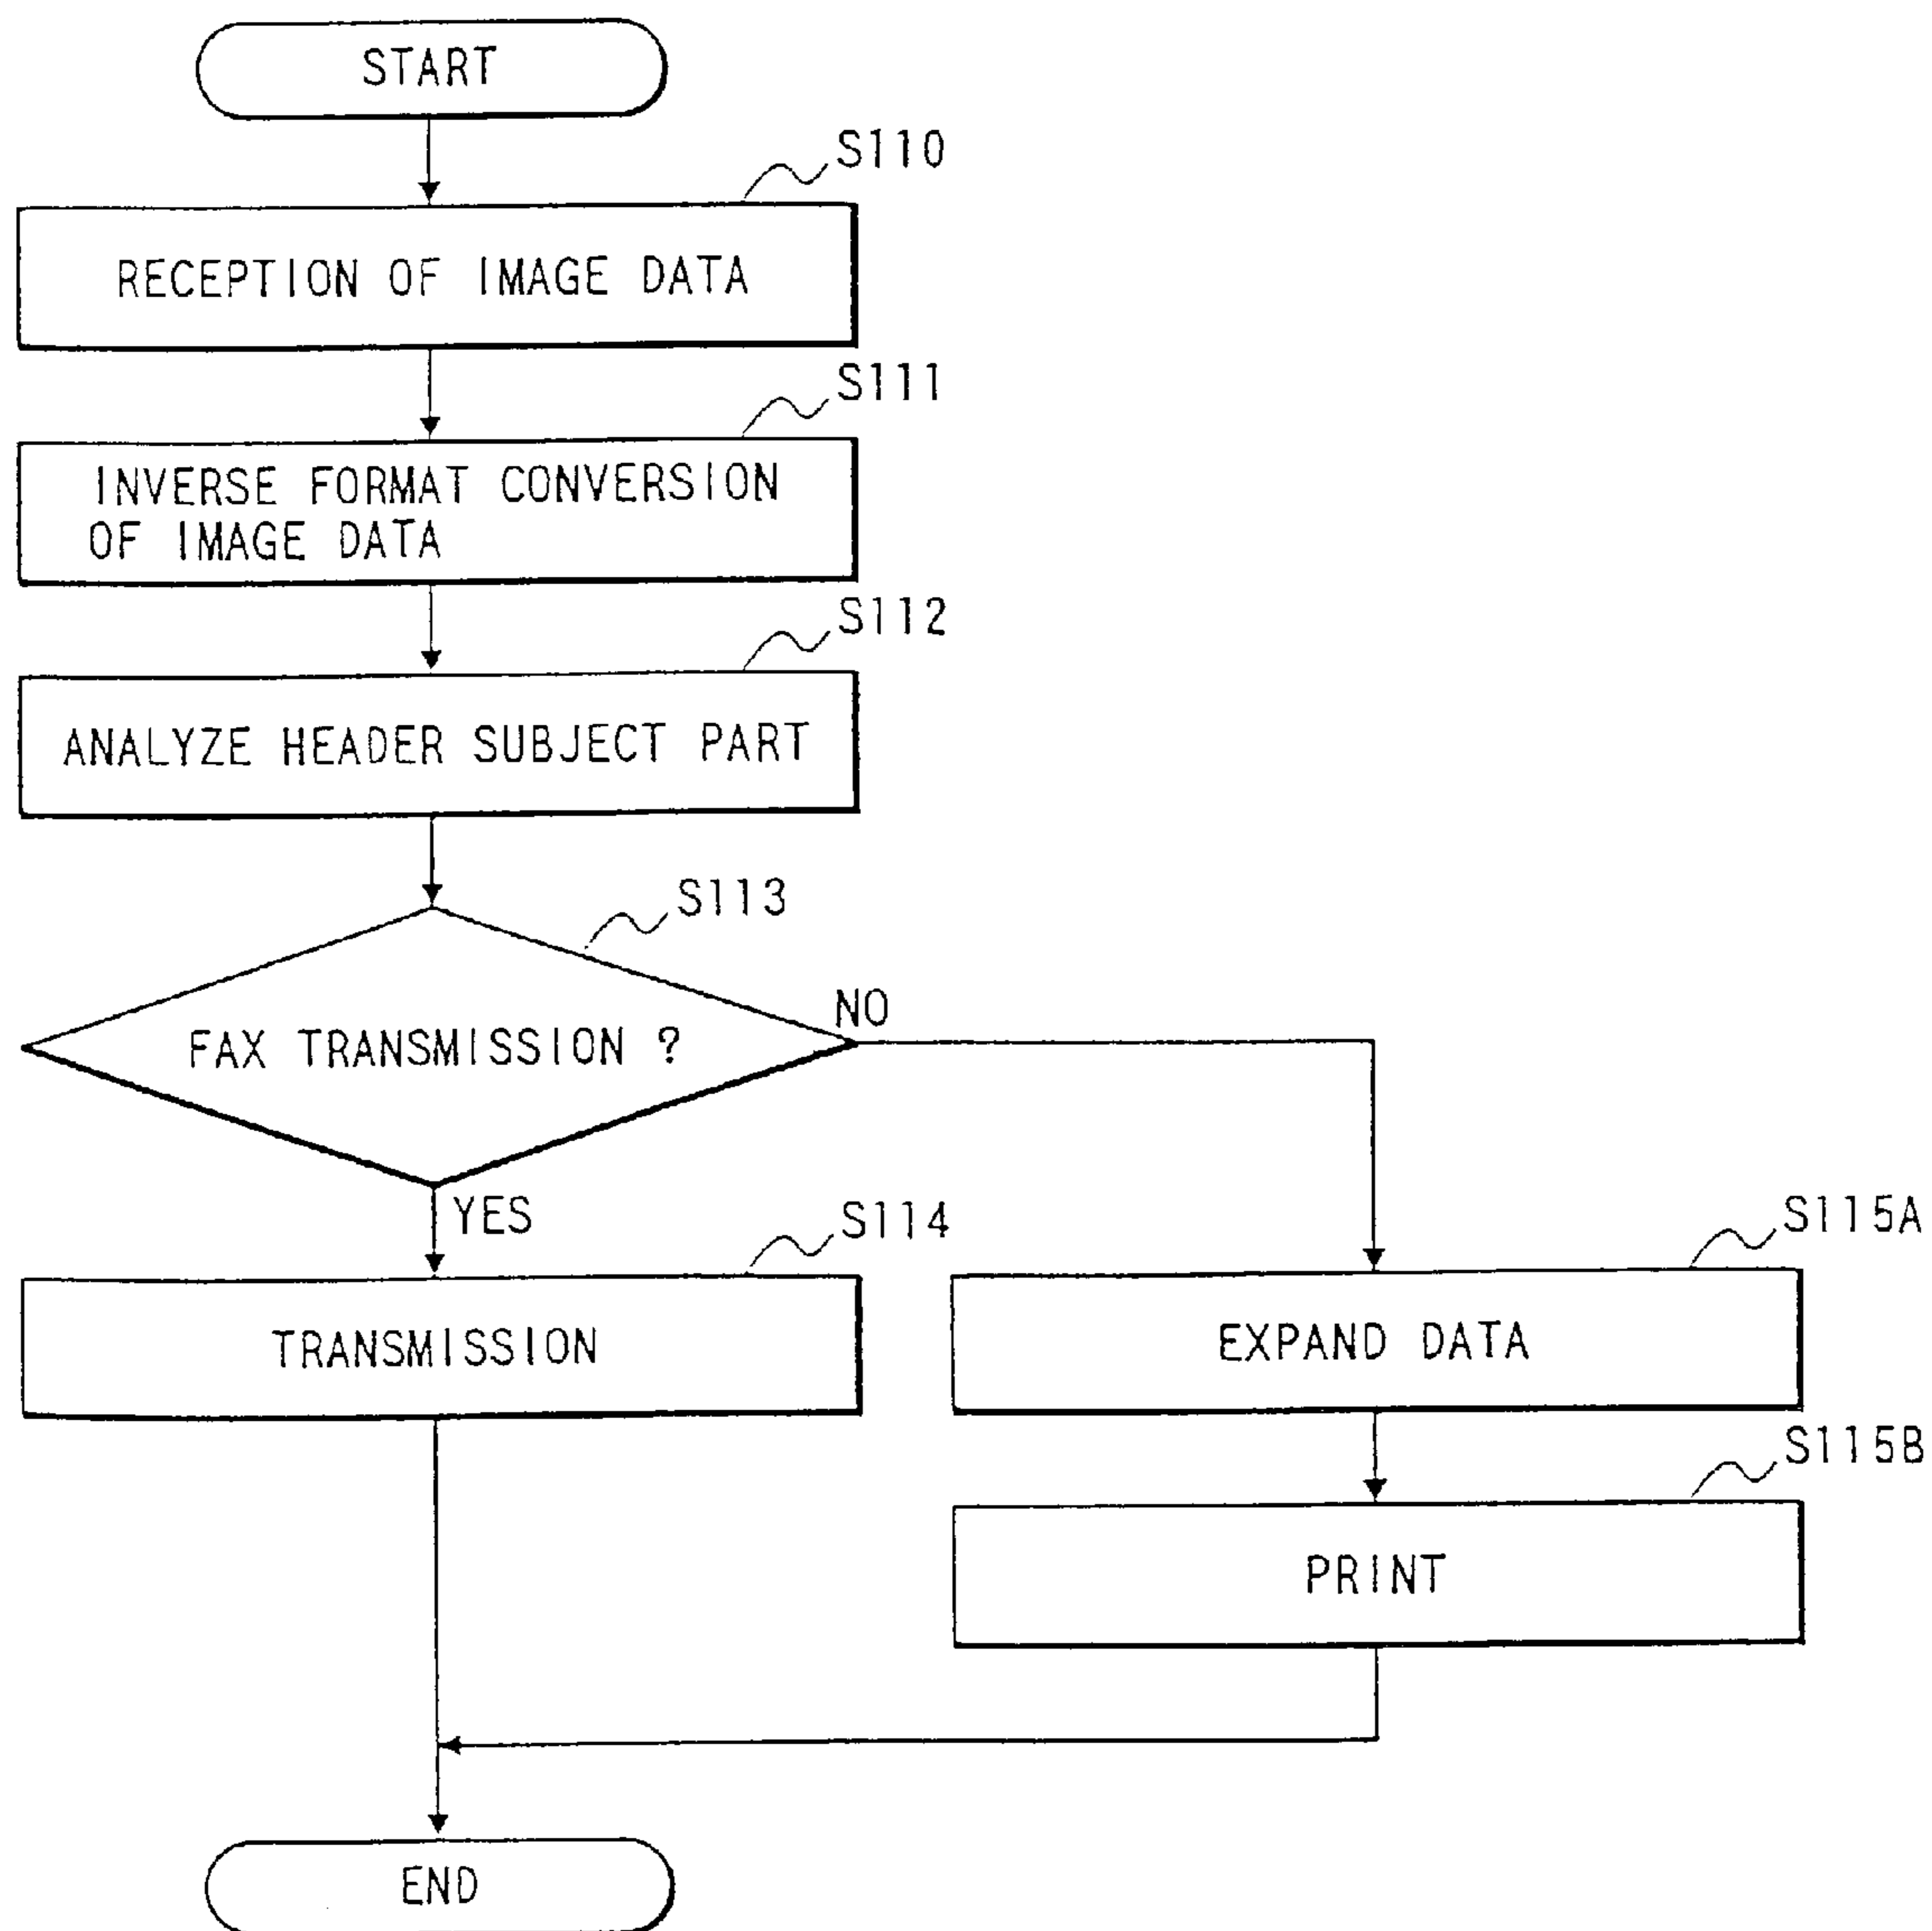 START
S110
RECEPTION OF IMAGE DATA
S111
INVERSE FORMAT CONVERSION
OF IMAGE DATA
S112
ANALYZE HEADER SUBJECT PART
S113
FAX TRANSMISSION ?
NO
YES
S114
TRANSMISSION
S115A
EXPAND DATA
S115B
PRINT
END